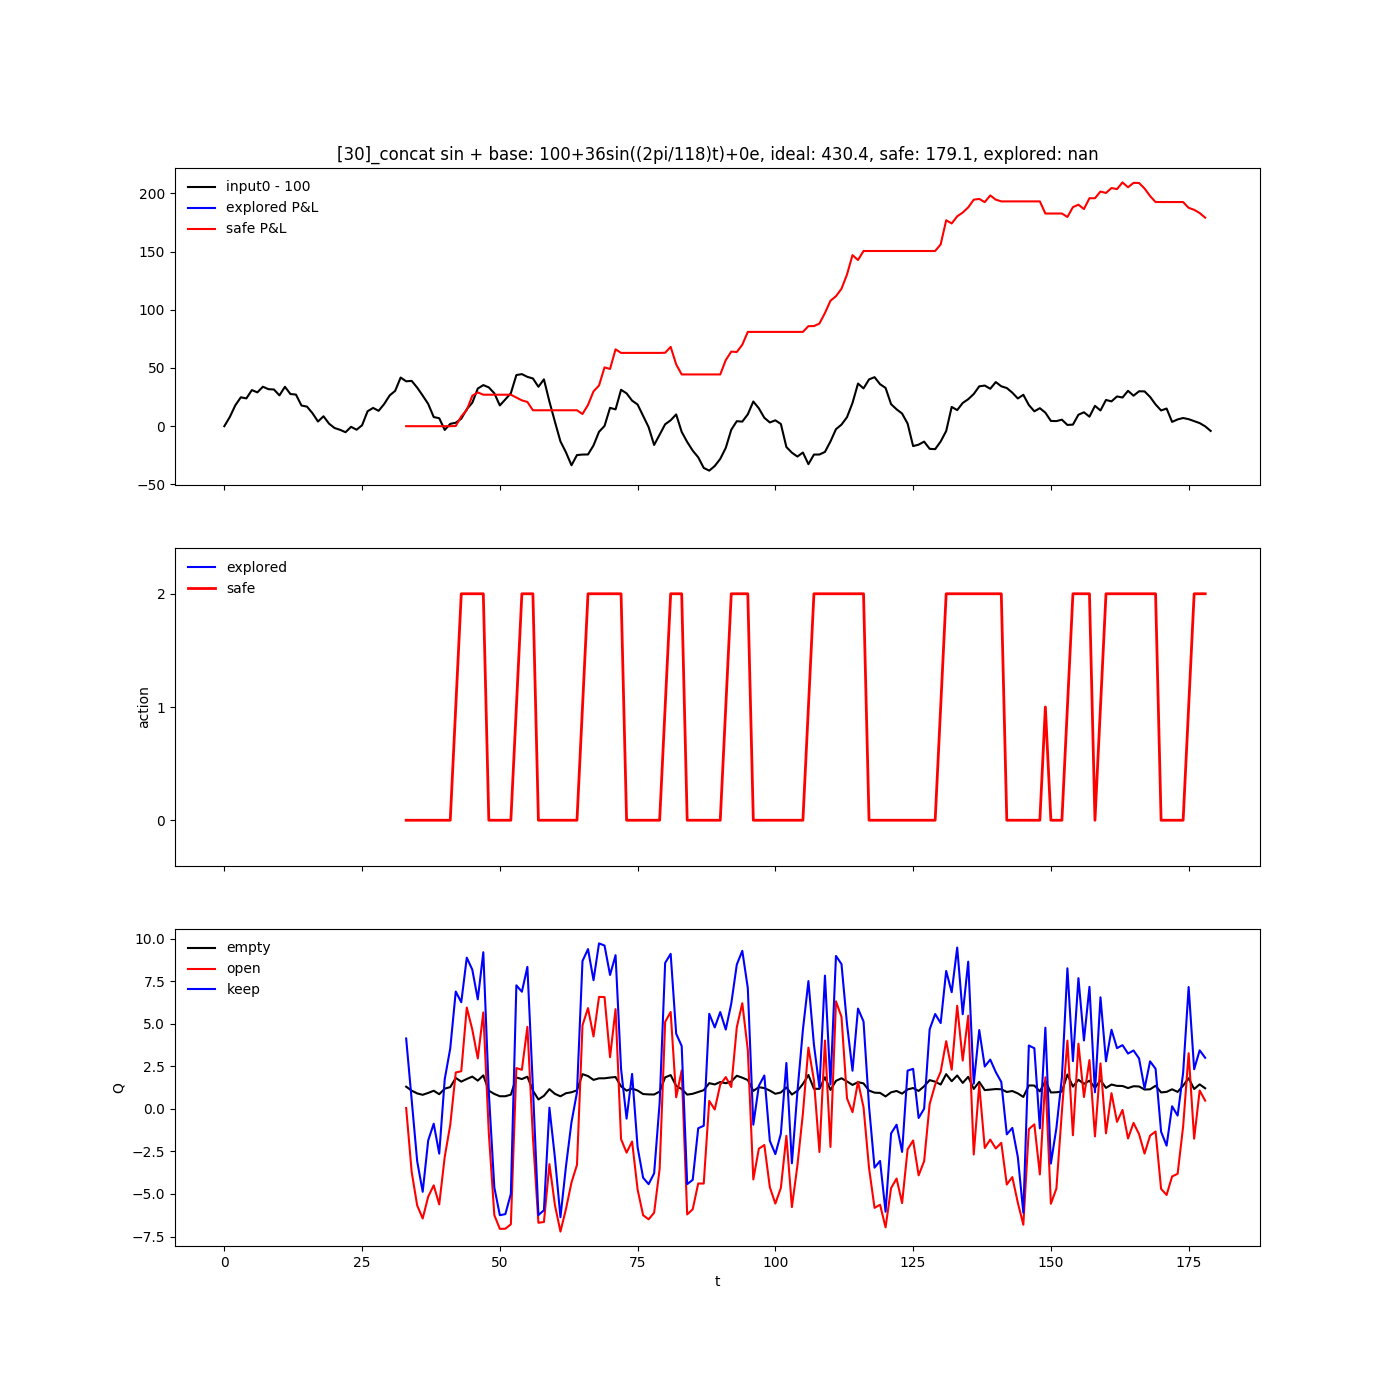 [30]_concat sin + base: 100+36sin((2pi/118)t)+0e, ideal: 430.4, safe: 179.1, explored: nan
200
150
100
50
0
−50
input0 - 100
explored P&L
safe P&L
action
2
1
0
explored
safe
Q
10.0
7.5
5.0
2.5
0.0
−2.5
−5.0
−7.5
empty
open
keep
0
25
50
75
100
125
150
175
t